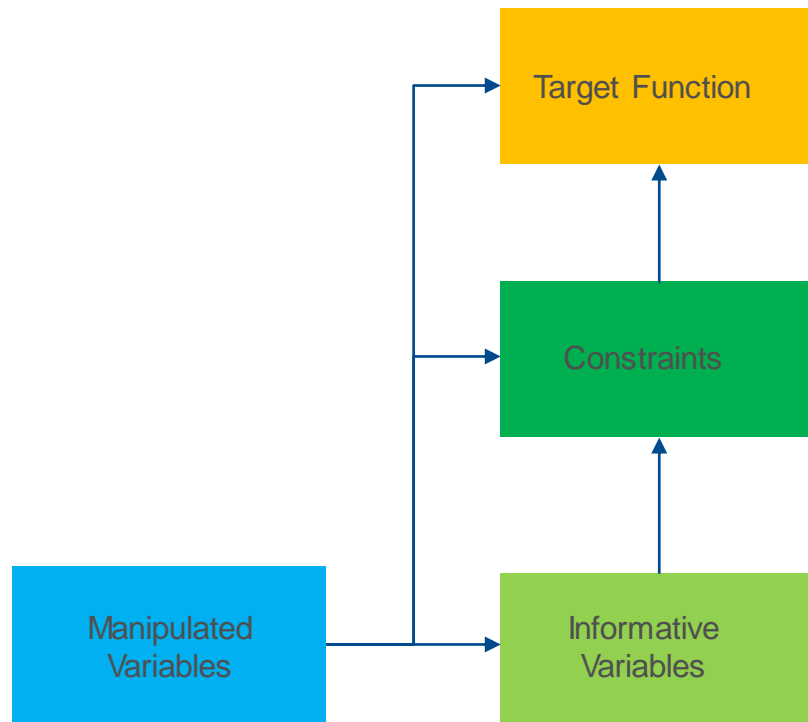 Target Function
Constraints
Manipulated
Variables
Informative
Variables